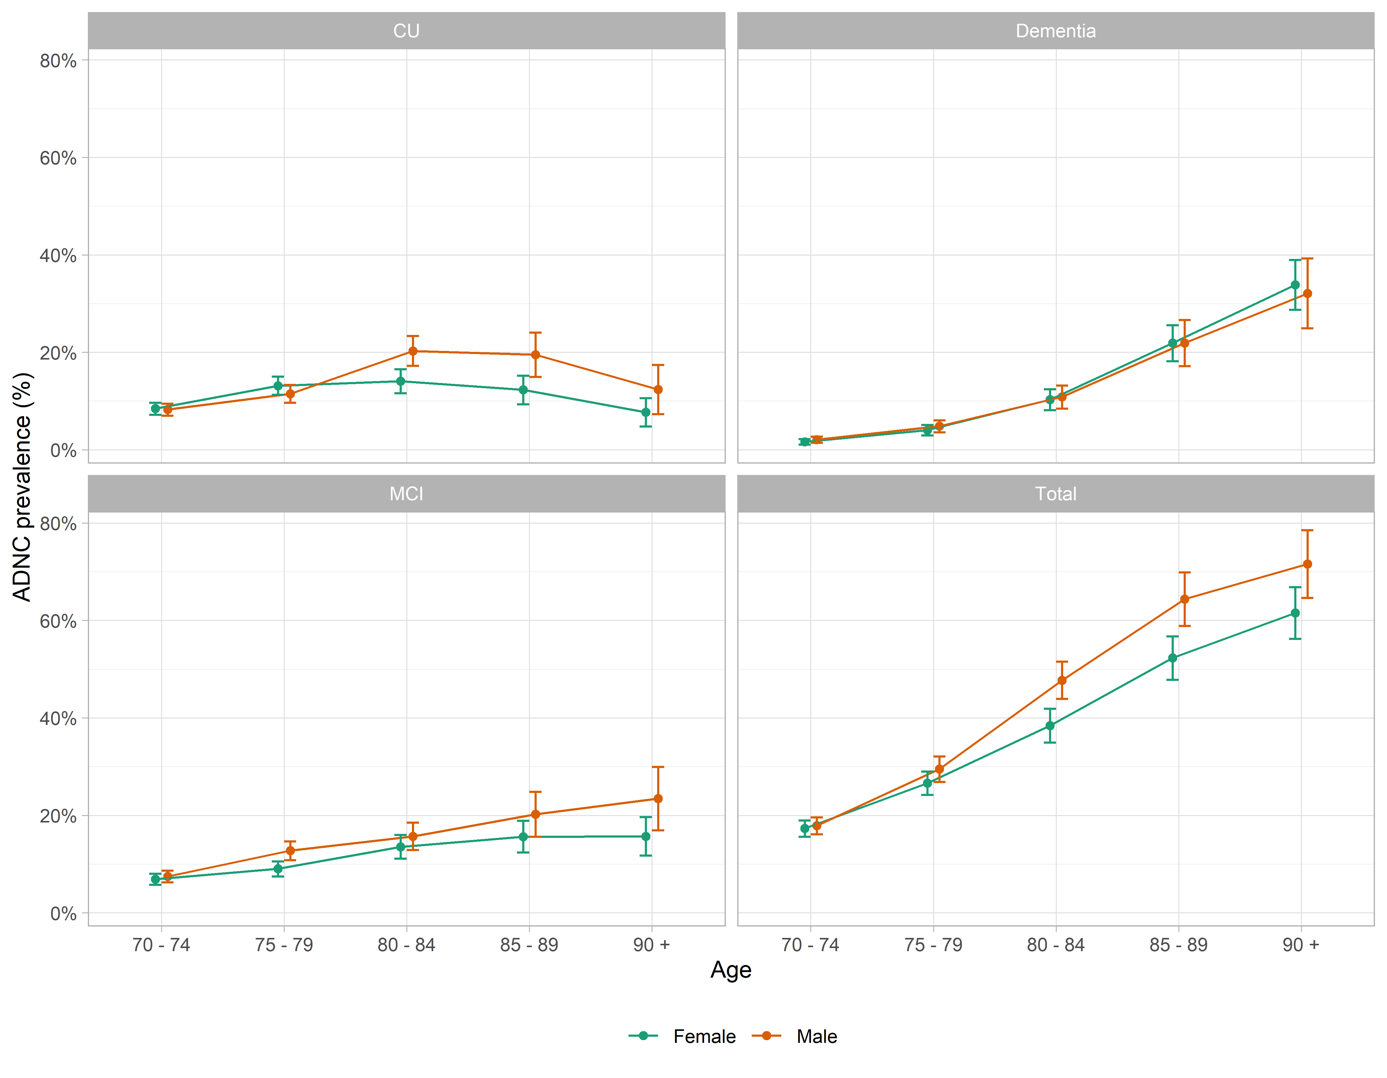 CU
Dementia
80%
60%
40%
20%
0%
MCI
Total
80%
60%
40%
20%
0%
ADNC prevalence (%)
70 - 74
75 - 79
80 - 84
85 - 89
90 +
70 - 74
75 - 79
80 - 84
85 - 89
90 +
Age
Female
Male